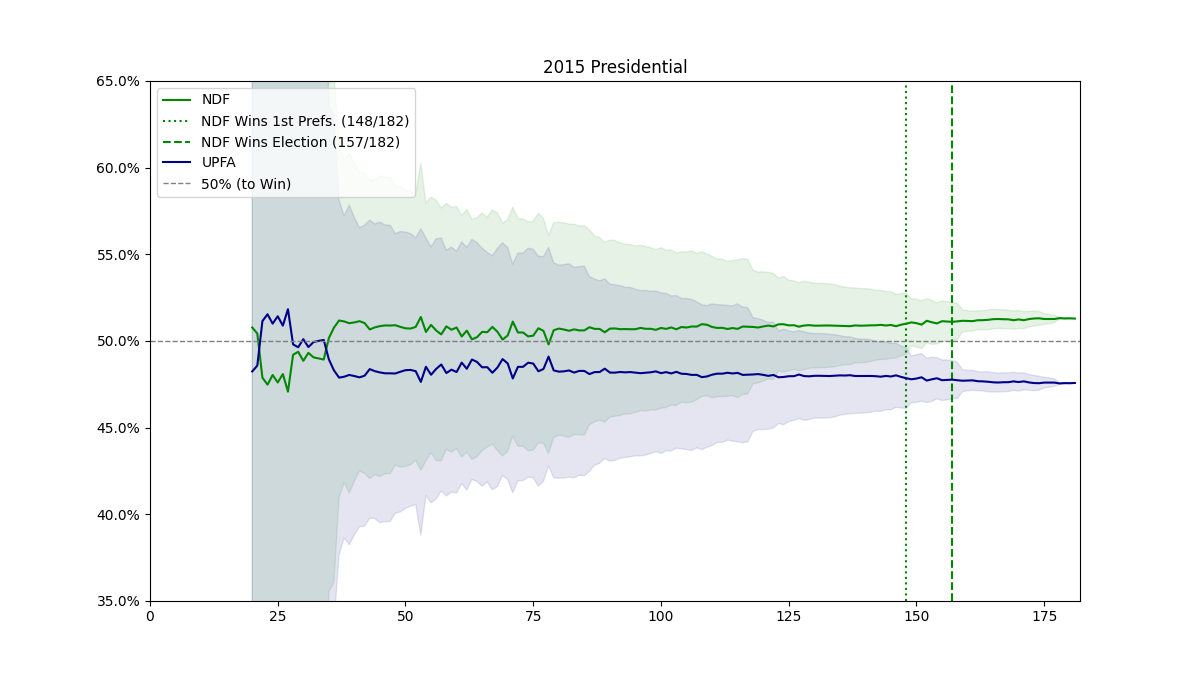 2015 Presidential
65.0%
60.0%
55.0%
50.0%
45.0%
40.0%
35.0%
NDF
NDF Wins 1st Prefs. (148/182)
NDF Wins Election (157/182)
UPFA
50% (to Win)
0 25 50 75 100 125 150 175